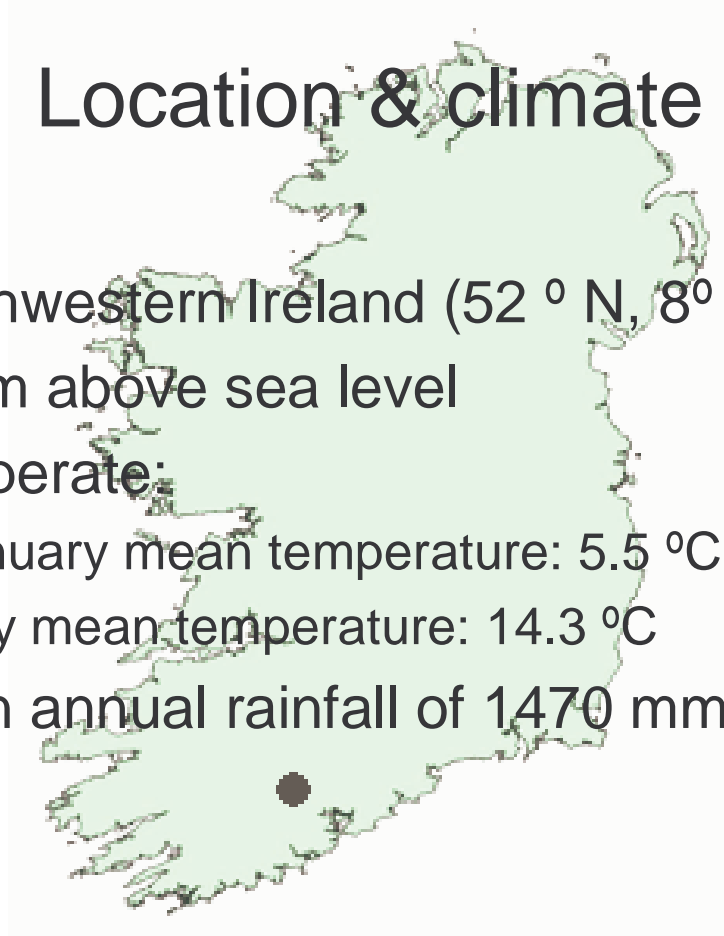 Location & climate
hwestern Ireland (52 º N, 8º
m above sea level
perate:
nuary mean temperature: 5.5 ºC
y mean temperature: 14.3 ºC
n annual rainfall of 1470 mm